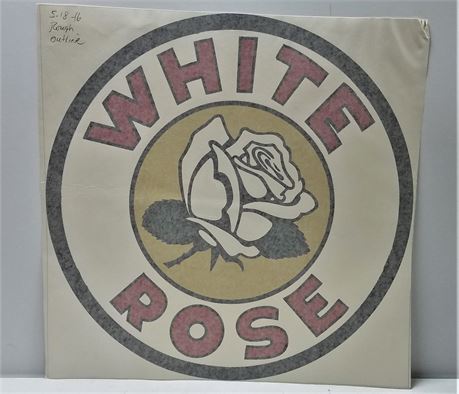 5-18-16
Rough
outline
WHITE
ROSE